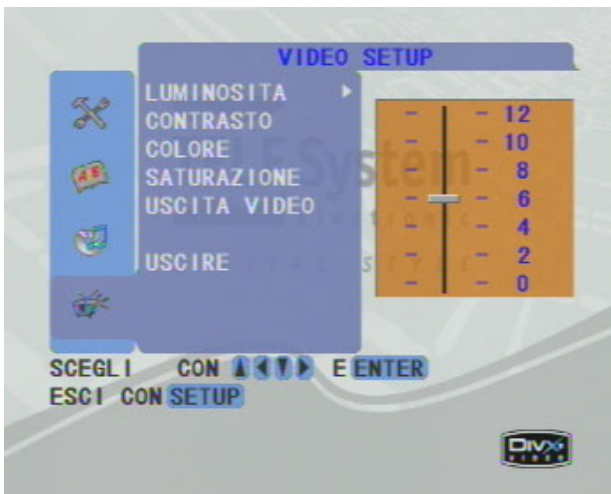 VIDEO SETUP
LUMINOSITA
CONTRASTO
COLORE
SATURAZIONE
USCITA VIDEO
USCIRE
12
10
8
6
4
2
0
SCEGLI CON E ENTER
ESCI CON SETUP
DIVX
VIDEO